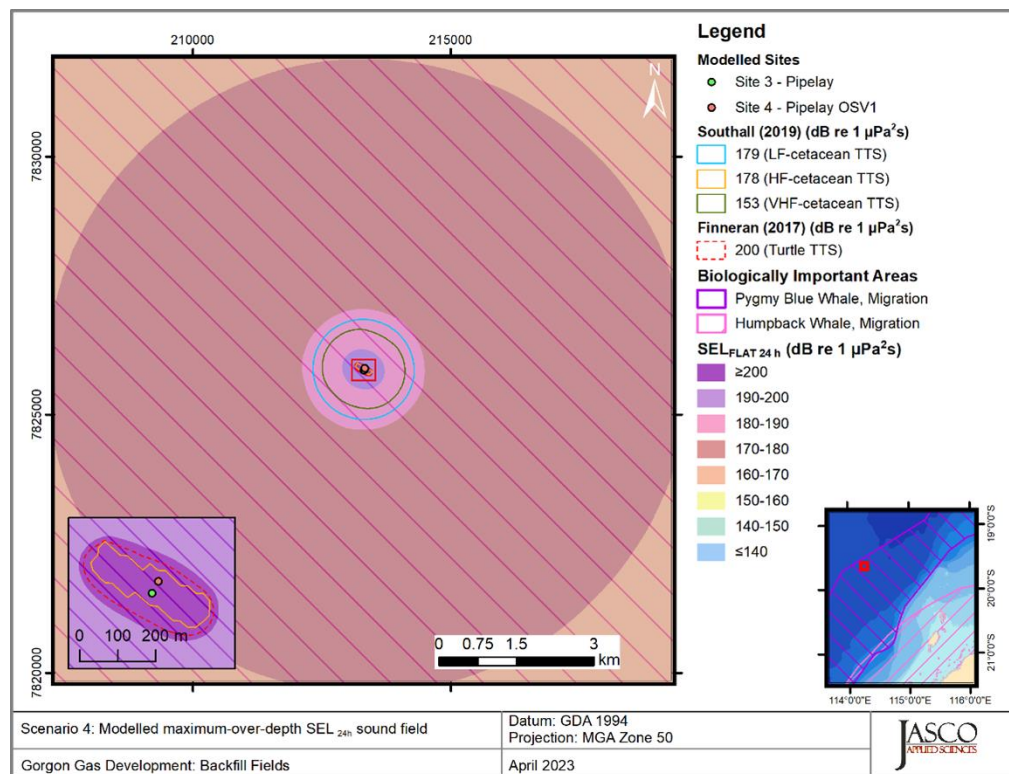 210000
215000
7830000
7825000
7820000
N
0 100 200 m
0 0.75 1.5 3
km
Legend
Modelled Sites
Site 3 - Pipelay
Site 4 - Pipelay OSV1
Southall (2019) (dB re 1 µPa²s)
179 (LF-cetacean TTS)
178 (HF-cetacean TTS)
153 (VHF-cetacean TTS)
Finneran (2017) (dB re 1 µPa²s)
200 (Turtle TTS)
Biologically Important Areas
Pygmy Blue Whale, Migration
Humpback Whale, Migration
SEL FLAT 24 h (dB re 1 µPa²s)
≥200
190-200
180-190
170-180
160-170
150-160
140-150
≤140
19°0'0"S
20°0'0"S
21°0'0"S
114°0'0"E 115°0'0"E 116°0'0"E
Scenario 4: Modelled maximum-over-depth SEL 24h sound field
Datum: GDA 1994
Projection: MGA Zone 50
Gorgon Gas Development: Backfill Fields
April 2023
JASCO
APPLIED SCIENCES